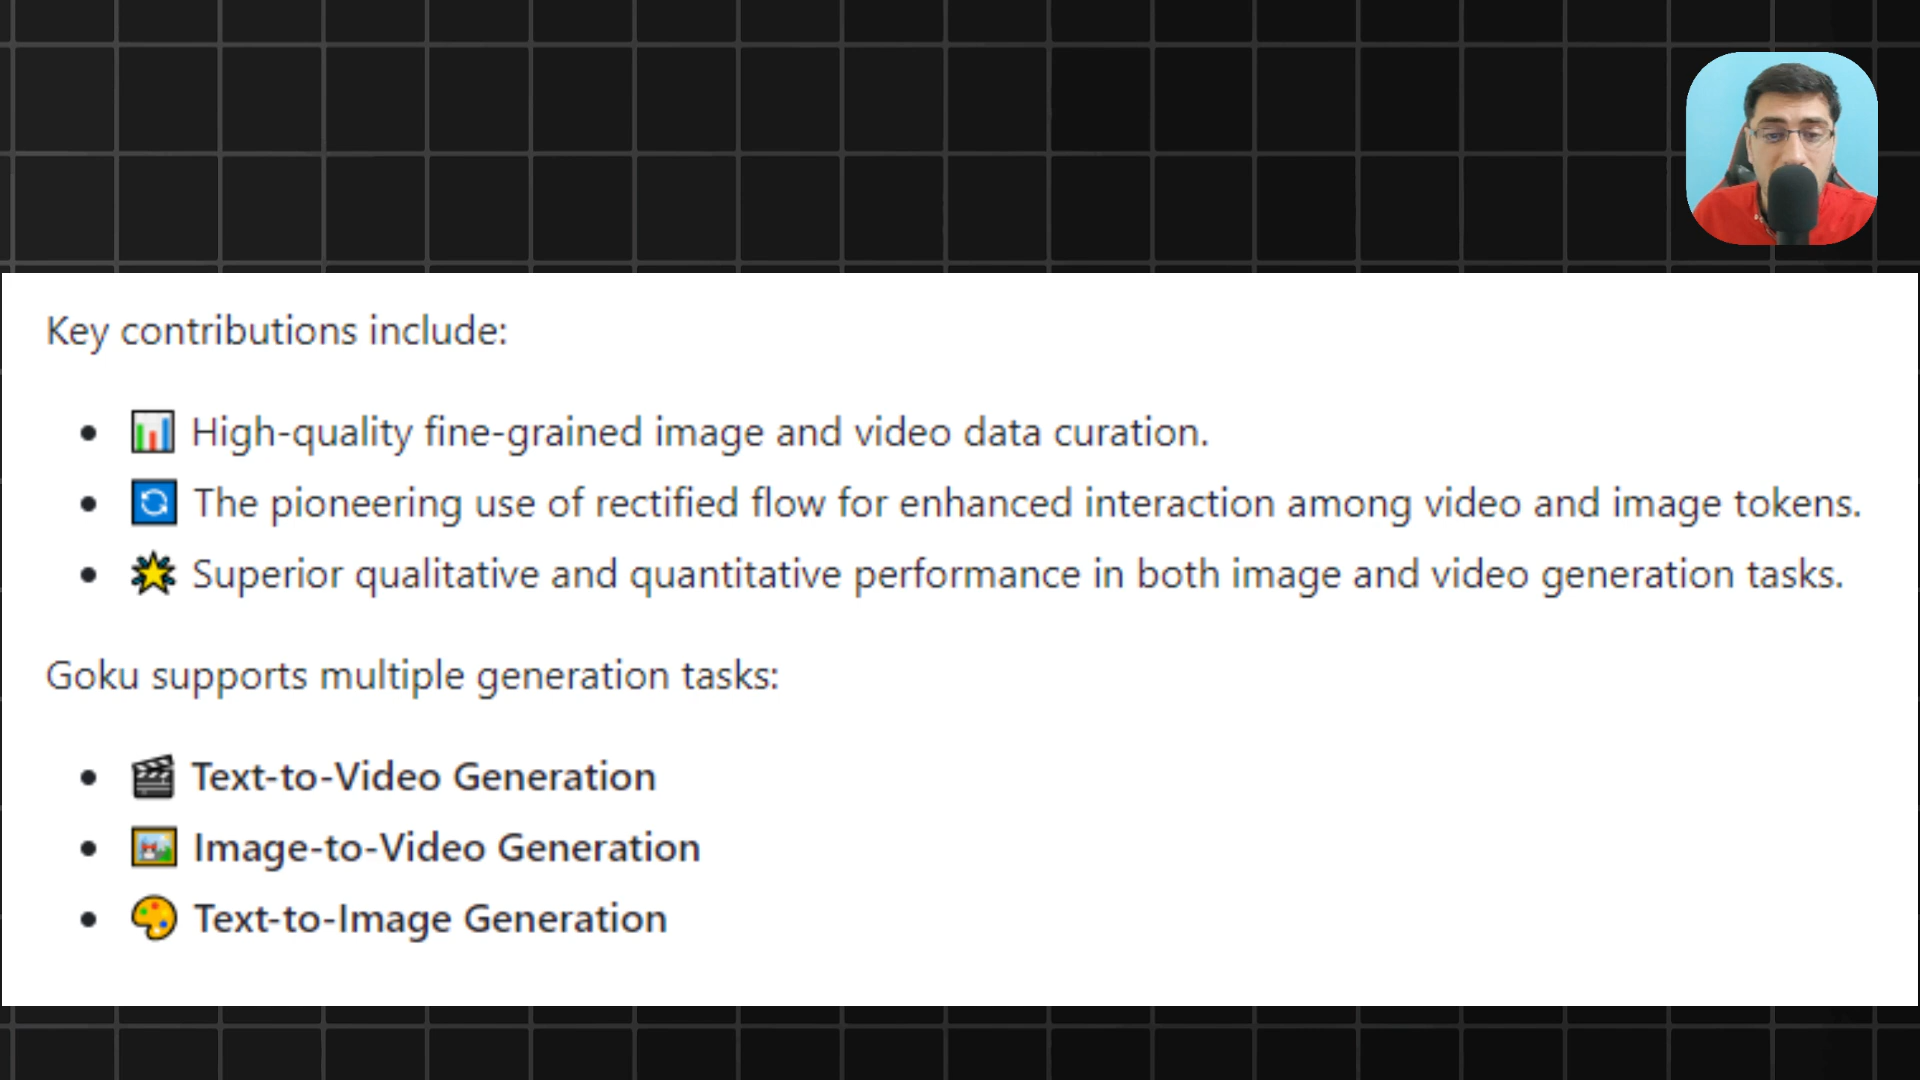 Key contributions include:
• 📊 High-quality fine-grained image and video data curation.
• 🔄 The pioneering use of rectified flow for enhanced interaction among video and image tokens.
• 🌟 Superior qualitative and quantitative performance in both image and video generation tasks.
Goku supports multiple generation tasks:
• 🎬 Text-to-Video Generation
• 🖼️ Image-to-Video Generation
• 🎨 Text-to-Image Generation